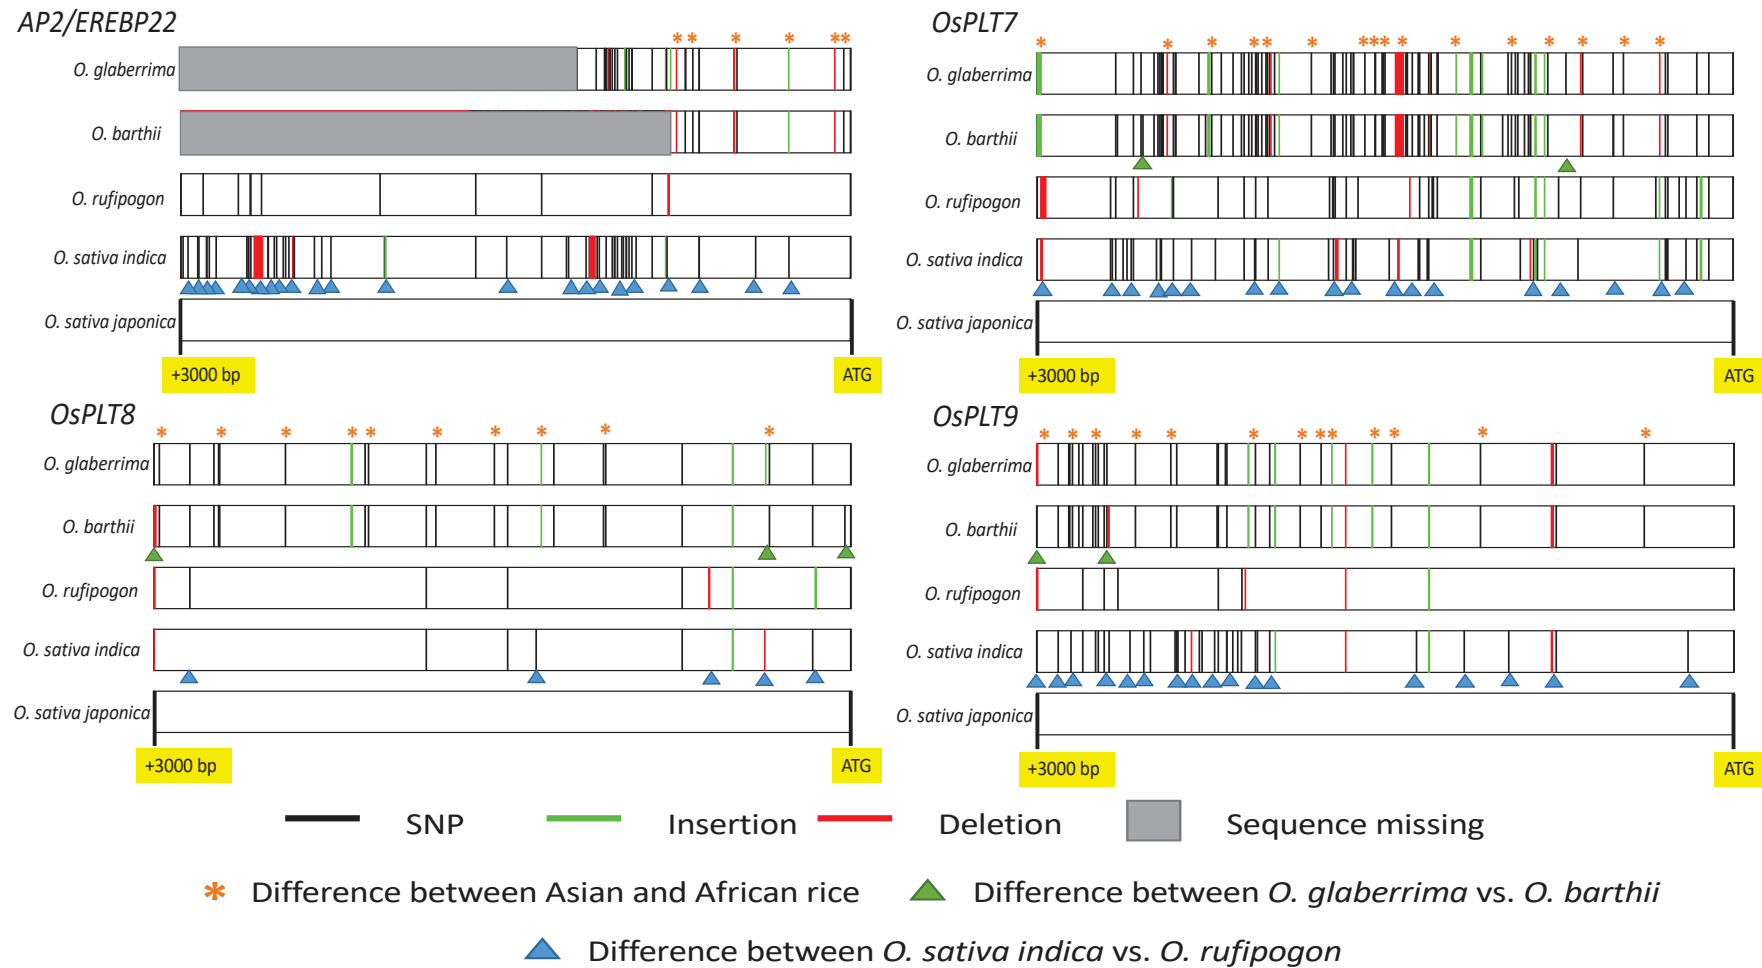 AP2/EREBP22
* * * * * *
O. glaberrima
O. barthii
O. rufipogon
O. sativa indica
O. sativa japonica
+3000 bp
ATG
OsPLT7
* * * * * * * * * * * * * * * *
O. glaberrima
O. barthii
O. rufipogon
O. sativa indica
O. sativa japonica
+3000 bp
ATG
OsPLT8
* * * * * * * * * *
O. glaberrima
O. barthii
O. rufipogon
O. sativa indica
O. sativa japonica
+3000 bp
ATG
OsPLT9
* * * * * * * * * * * * *
O. glaberrima
O. barthii
O. rufipogon
O. sativa indica
O. sativa japonica
+3000 bp
ATG
SNP
Insertion
Deletion
Sequence missing
* Difference between Asian and African rice
Difference between O. glaberrima vs. O. barthii
Difference between O. sativa indica vs. O. rufipogon